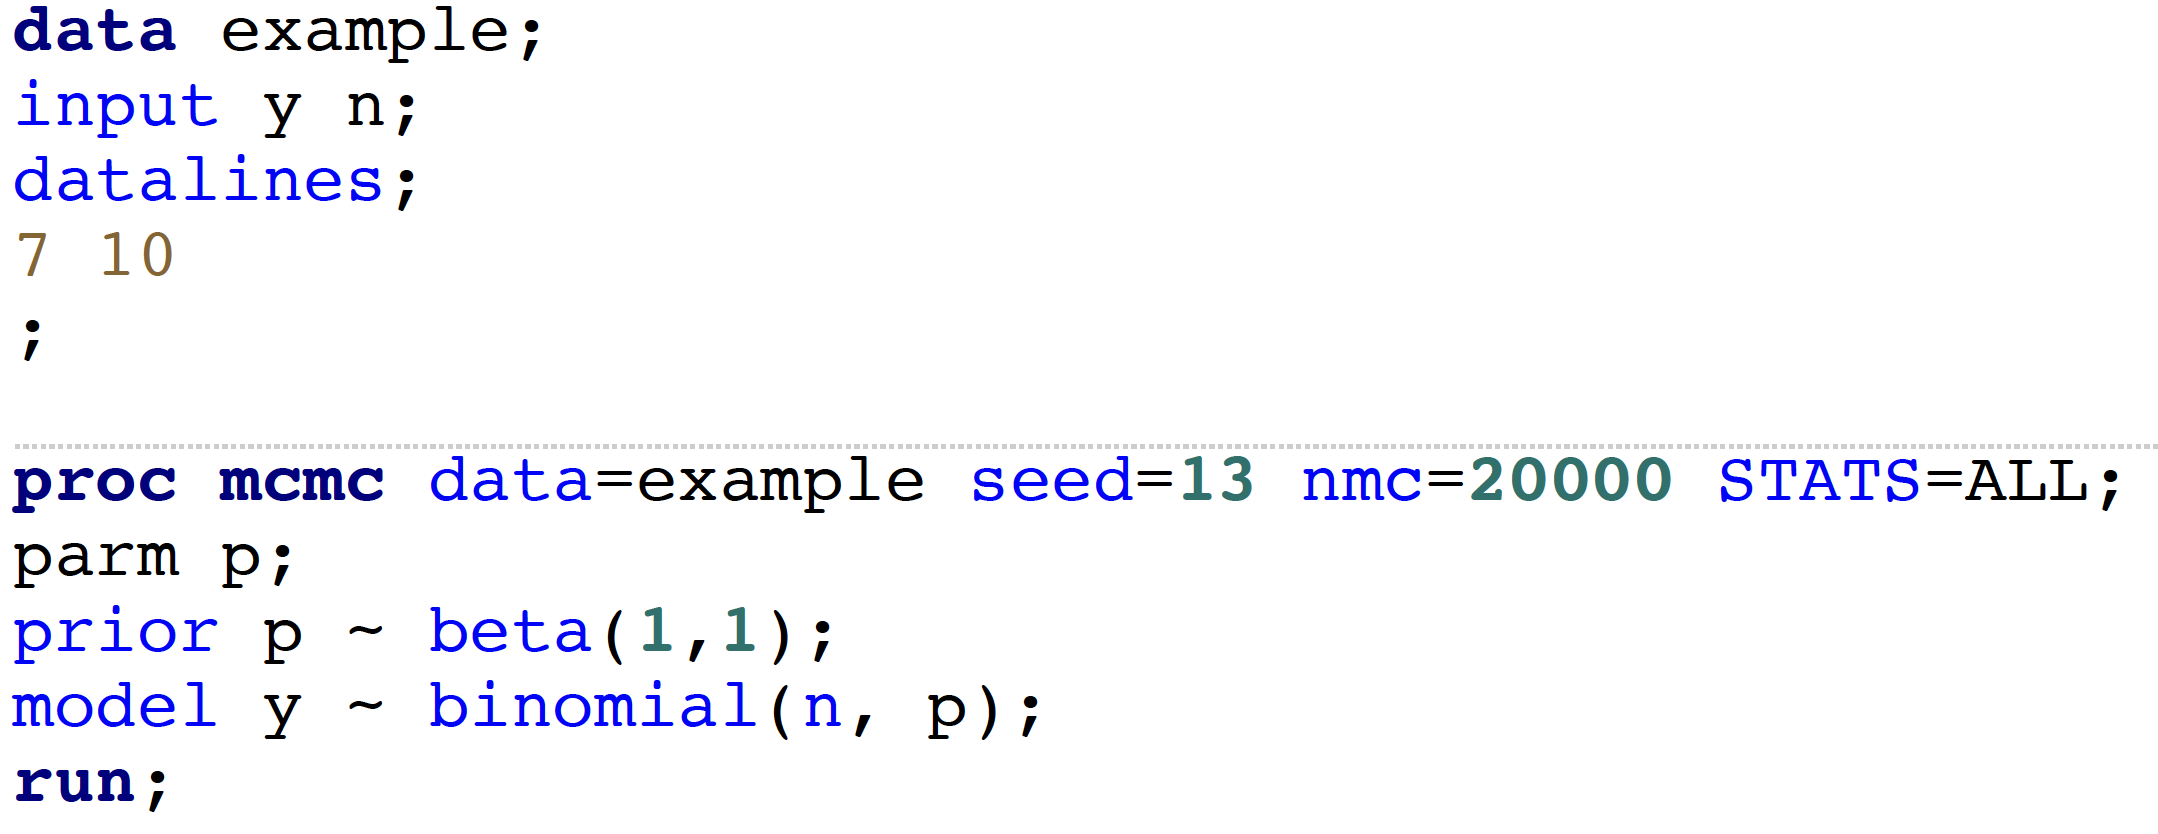 data example;
input y n;
datalines;
7 10
;
proc mcmc data=example seed=13 nmc=20000 STATS=ALL;
parm p;
prior p ~ beta(1,1);
model y ~ binomial(n, p);
run;